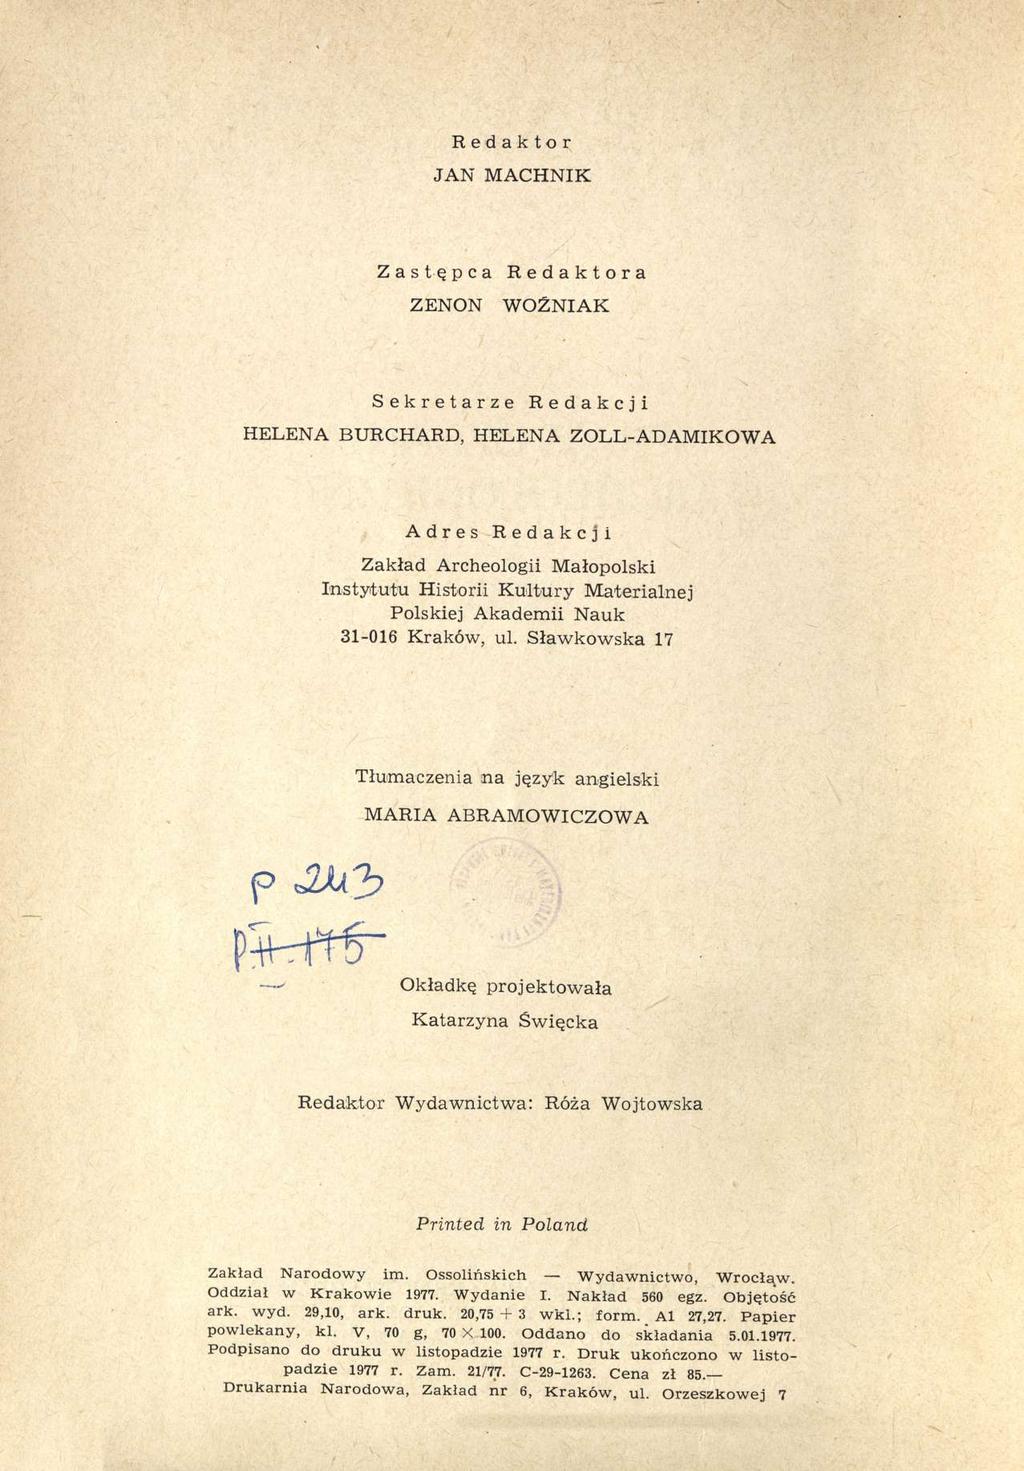 Redaktor
JAN MACHNIK
Zastępca Redaktora
ZENON WOŹNIAK
Sekretarze Redakcji
HELENA BURCHARD, HELENA ZOLL-ADAMIKOWA
Adres Redakcji
Zakład Archeologii Małopolski
Instytutu Historii Kultury Materialnej
Polskiej Akademii Nauk
31-016 Kraków, ul. Sławkowska 17
Tłumaczenia na język angielski
MARIA ABRAMOWICZOWA
P 243
P.II.175
Okładkę projektowała
Katarzyna Święcka
Redaktor Wydawnictwa: Róża Wojtowska
Printed in Poland
Zakład Narodowy im. Ossolińskich — Wydawnictwo, Wrocław.
Oddział w Krakowie 1977. Wydanie I. Nakład 560 egz. Objętość
ark. wyd. 29,10, ark. druk. 20,75 + 3 wkl.; form. A1 27,27. Papier
powlekany, kl. V, 70 g, 70 × 100. Oddano do składania 5.01.1977.
Podpisano do druku w listopadzie 1977 r. Druk ukończono w listo-
padzie 1977 r. Zam. 21/77. C-29-1263. Cena zł 85.—
Drukarnia Narodowa, Zakład nr 6, Kraków, ul. Orzeszkowej 7